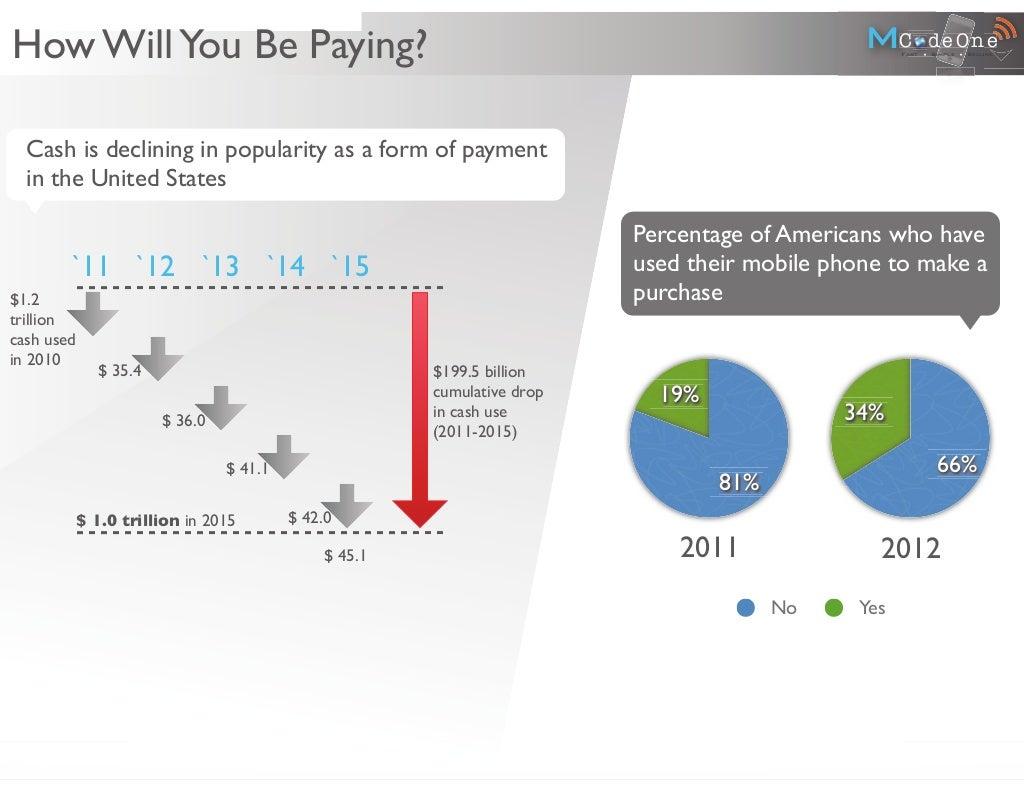 How Will You Be Paying?
MCodeOne
Cash is declining in popularity as a form of payment
in the United States
`11 `12 `13 `14 `15
$1.2
trillion
cash used
in 2010
$ 35.4
$ 36.0
$ 41.1
$ 42.0
$ 45.1
$ 1.0 trillion in 2015
$199.5 billion
cumulative drop
in cash use
(2011-2015)
Percentage of Americans who have
used their mobile phone to make a
purchase
19%
81%
2011
34%
66%
2012
No
Yes